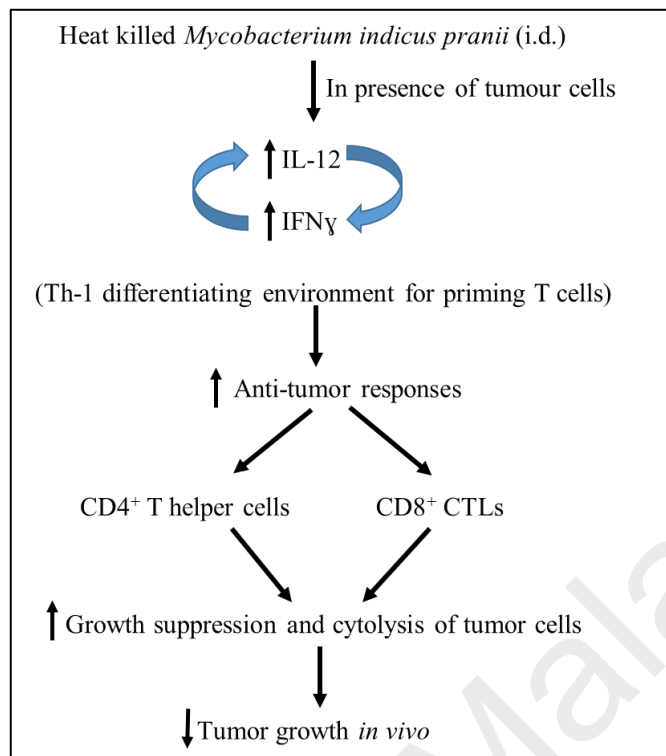 Heat killed Mycobacterium indicus pranii (i.d.)
In presence of tumour cells
IL-12
IFNɣ
(Th-1 differentiating environment for priming T cells)
Anti-tumor responses
CD4⁺ T helper cells CD8⁺ CTLs
Growth suppression and cytolysis of tumor cells
Tumor growth in vivo
Mala